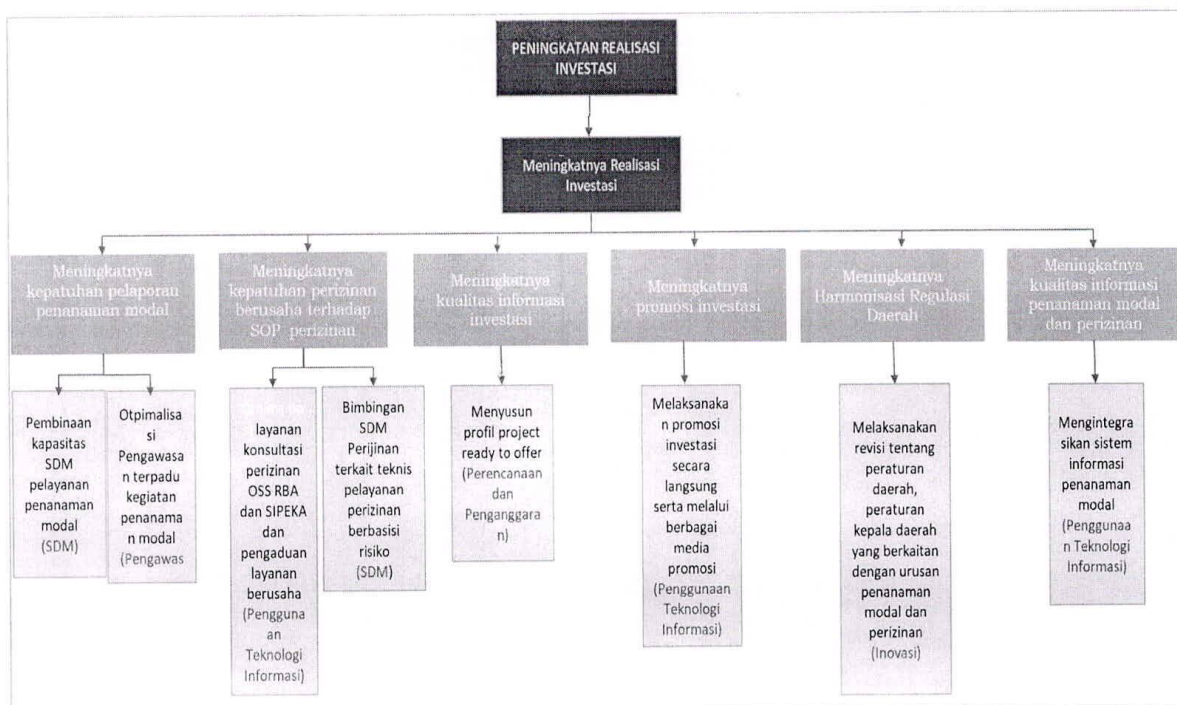 PENINGKATAN REALISASI
INVESTASI
Meningkatnya Realisasi
Investasi
Meningkatnya
kepatuhan pelaporan
penanaman modal
Meningkatnya
kepatuhan perizinan
berusaha terhadap
SOP perizinan
Meningkatnya
kualitas informasi
investasi
Meningkatnya
promosi investasi
Meningkatnya
Harmonisasi Regulasi
Daerah
Meningkatnya
kualitas informasi
penanaman modal
dan perizinan
Pembinaan
kapasitas
SDM
pelayanan
penanaman
modal
(SDM)
Otpimalisa
si
Pengawasa
n terpadu
kegiatan
penanama
n modal
(Pengawas
layanan
konsultasi
perizinan
OSS RBA
dan SIPEKA
dan
pengaduan
layanan
berusaha
(Pengguna
an
Teknologi
Informasi)
Bimbingan
SDM
Perijinan
terkait teknis
pelayanan
perizinan
berbasisi
risiko
(SDM)
Menyusun
profil project
ready to offer
(Perencanaan
dan
Penganggara
n)
Melaksanaka
n promosi
investasi
secara
langsung
serta melalui
berbagai
media
promosi
(Penggunaan
Teknologi
Informasi)
Melaksanakan
revisi tentang
peraturan
daerah,
peraturan
kepala daerah
yang berkaitan
dengan urusan
penanaman
modal dan
perizinan
(Inovasi)
Mengintegra
sikan sistem
informasi
penanaman
modal
(Penggunaa
n Teknologi
Informasi)